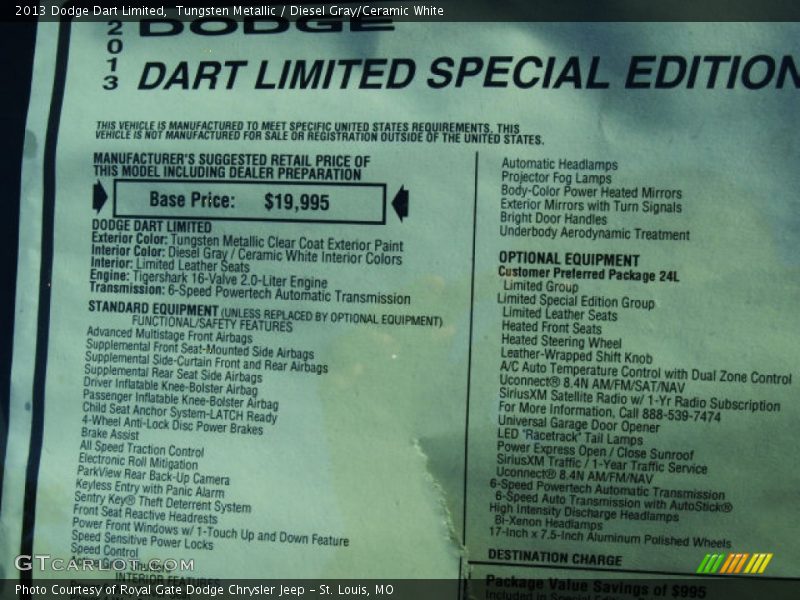 2013 Dodge Dart Limited, Tungsten Metallic / Diesel Gray/Ceramic White
2013
DODGE
DART LIMITED SPECIAL EDITION
THIS VEHICLE IS MANUFACTURED TO MEET SPECIFIC UNITED STATES REQUIREMENTS. THIS
VEHICLE IS NOT MANUFACTURED FOR SALE OR REGISTRATION OUTSIDE OF THE UNITED STATES.
MANUFACTURER'S SUGGESTED RETAIL PRICE OF
THIS MODEL INCLUDING DEALER PREPARATION
Base Price: $19,995
DODGE DART LIMITED
Exterior Color: Tungsten Metallic Clear Coat Exterior Paint
Interior Color: Diesel Gray / Ceramic White Interior Colors
Interior: Limited Leather Seats
Engine: Tigershark 16-Valve 2.0-Liter Engine
Transmission: 6-Speed Powertech Automatic Transmission
STANDARD EQUIPMENT (UNLESS REPLACED BY OPTIONAL EQUIPMENT)
FUNCTIONAL/SAFETY FEATURES
Advanced Multistage Front Airbags
Supplemental Front Seat-Mounted Side Airbags
Supplemental Side-Curtain Front and Rear Airbags
Supplemental Rear Seat Side Airbags
Driver Inflatable Knee-Bolster Airbag
Passenger Inflatable Knee-Bolster Airbag
Child Seat Anchor System-LATCH Ready
4-Wheel Anti-Lock Disc Power Brakes
Brake Assist
All Speed Traction Control
Electronic Roll Mitigation
ParkView Rear Back-Up Camera
Keyless Entry with Panic Alarm
Sentry Key® Theft Deterrent System
Front Seat Reactive Headrests
Power Front Windows w/ 1-Touch Up and Down Feature
Speed Sensitive Power Locks
Speed Control
Shutters
INTERIOR FEATURES
Automatic Headlamps
Projector Fog Lamps
Body-Color Power Heated Mirrors
Exterior Mirrors with Turn Signals
Bright Door Handles
Underbody Aerodynamic Treatment
OPTIONAL EQUIPMENT
Customer Preferred Package 24L
Limited Group
Limited Special Edition Group
Limited Leather Seats
Heated Front Seats
Heated Steering Wheel
Leather-Wrapped Shift Knob
A/C Auto Temperature Control with Dual Zone Control
Uconnect® 8.4N AM/FM/SAT/NAV
SiriusXM Satellite Radio w/ 1-Yr Radio Subscription
For More Information, Call 888-539-7474
Universal Garage Door Opener
LED "Racetrack" Tail Lamps
Power Express Open / Close Sunroof
SiriusXM Traffic / 1-Year Traffic Service
Uconnect® 8.4N AM/FM/NAV
6-Speed Powertech Automatic Transmission
6-Speed Auto Transmission with AutoStick®
High Intensity Discharge Headlamps
Bi-Xenon Headlamps
17-Inch x 7.5-Inch Aluminum Polished Wheels
DESTINATION CHARGE
Package Value Savings of $995
Included in Special
GTCarLot.com
Photo Courtesy of Royal Gate Dodge Chrysler Jeep - St. Louis, MO